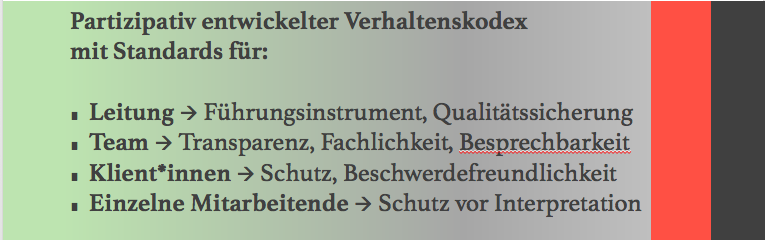 Partizipativ entwickelter Verhaltenskodex
mit Standards für:
▪ Leitung → Führungsinstrument, Qualitätssicherung
▪ Team → Transparenz, Fachlichkeit, Besprechbarkeit
▪ Klient*innen → Schutz, Beschwerdefreundlichkeit
▪ Einzelne Mitarbeitende → Schutz vor Interpretation